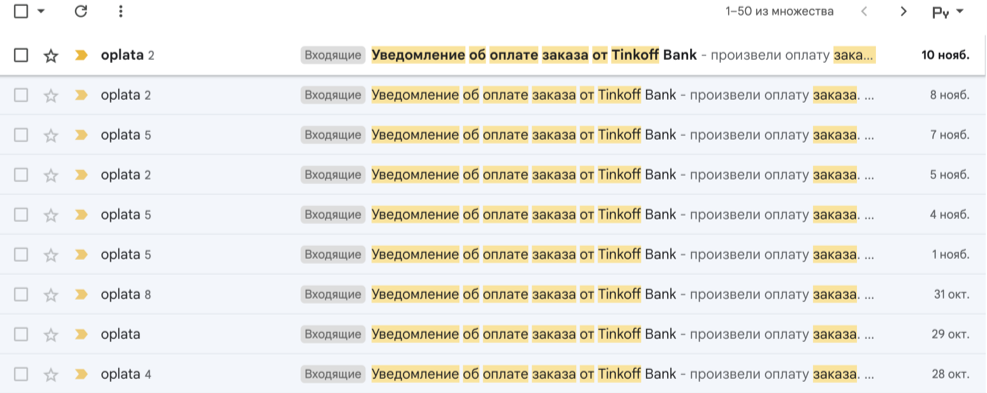 1–50 из множества Ру
oplata 2 Входящие Уведомление об оплате заказа от Tinkoff Bank - произвели оплату зака... 10 нояб.
oplata 2 Входящие Уведомление об оплате заказа от Tinkoff Bank - произвели оплату заказа. ... 8 нояб.
oplata 5 Входящие Уведомление об оплате заказа от Tinkoff Bank - произвели оплату заказа. ... 7 нояб.
oplata 2 Входящие Уведомление об оплате заказа от Tinkoff Bank - произвели оплату заказа. ... 5 нояб.
oplata 5 Входящие Уведомление об оплате заказа от Tinkoff Bank - произвели оплату заказа. ... 4 нояб.
oplata 5 Входящие Уведомление об оплате заказа от Tinkoff Bank - произвели оплату заказа. ... 1 нояб.
oplata 8 Входящие Уведомление об оплате заказа от Tinkoff Bank - произвели оплату заказа. ... 31 окт.
oplata Входящие Уведомление об оплате заказа от Tinkoff Bank - произвели оплату заказа. ... 29 окт.
oplata 4 Входящие Уведомление об оплате заказа от Tinkoff Bank - произвели оплату заказа. ... 28 окт.